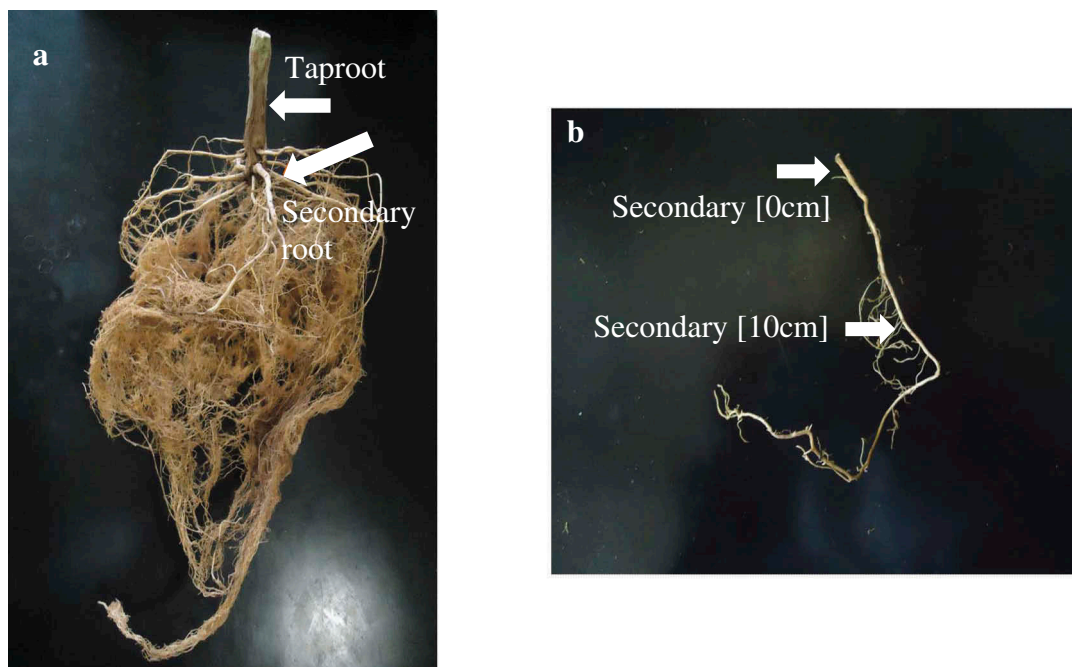 a
Taproot
Secondary
root
b
Secondary [0cm]
Secondary [10cm]